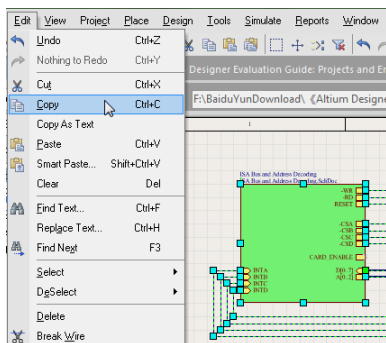 Edit View Project Place Design Tools Simulate Reports Window
Undo Ctrl+Z
Nothing to Redo Ctrl+Y
Designer Evaluation Guide: Projects and En
Cut Ctrl+X
Copy Ctrl+C
F:\BaiduYunDownload\ 《Altium Designe
Copy As Text
1
Paste Ctrl+V
Smart Paste... Shift+Ctrl+V
ISA Bus and Address Decoding
ISA Bus and Address Decoding.SchDoc
Clear Del
-WR
-RD
RESET
Find Text... Ctrl+F
-CSA
-CSB
-CSC
-CSD
Replace Text... Ctrl+H
Find Next F3
CARD_ENABLE
Select
INTA D[0..7]
INTB A[0..2]
INTC
INTD
DeSelect
Delete
Break Wire